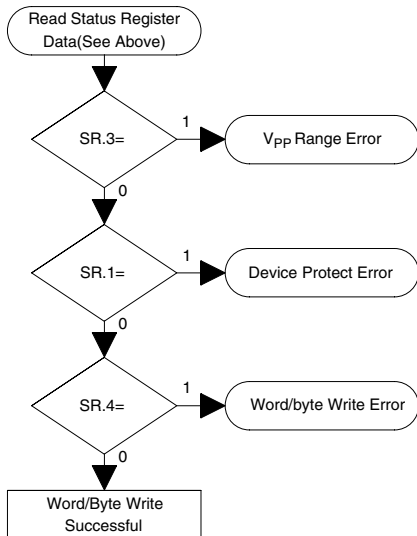 Read Status Register
Data(See Above)
SR.3=
1
VPP Range Error
0
SR.1=
1
Device Protect Error
0
SR.4=
1
Word/byte Write Error
0
Word/Byte Write
Successful